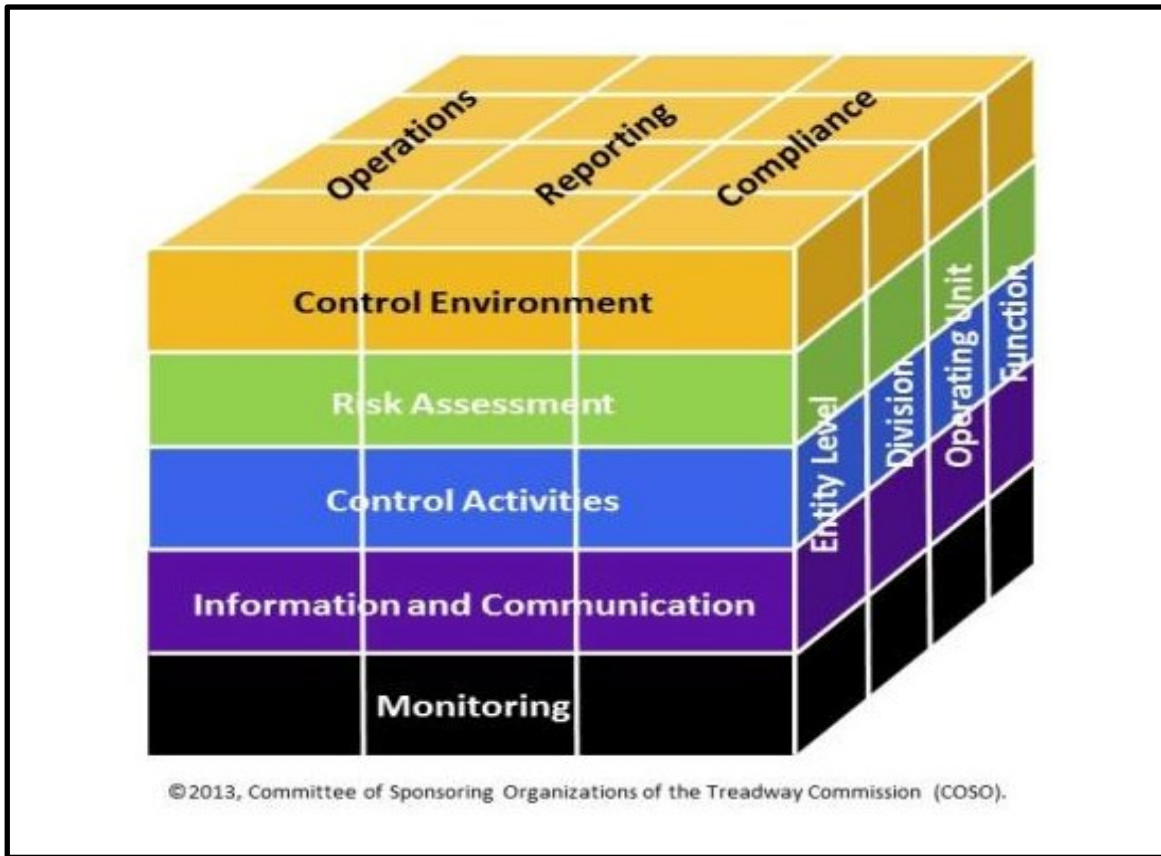 Operations
Reporting
Compliance
Control Environment
Risk Assessment
Control Activities
Information and Communication
Monitoring
Entity Level
Division
Operating Unit
Function
©2013, Committee of Sponsoring Organizations of the Treadway Commission (COSO).